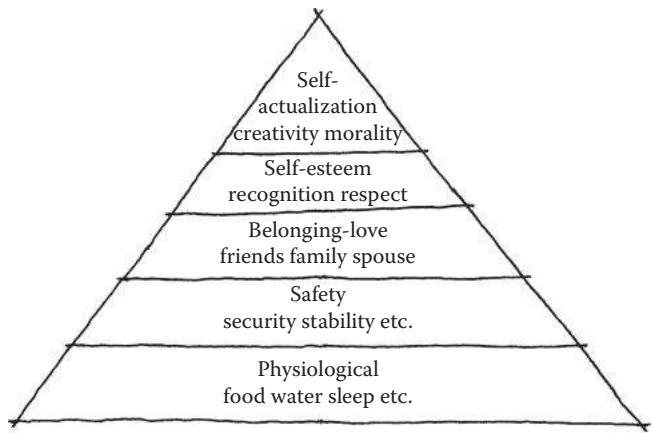 Self-
actualization
creativity morality
Self-esteem
recognition respect
Belonging-love
friends family spouse
Safety
security stability etc.
Physiological
food water sleep etc.